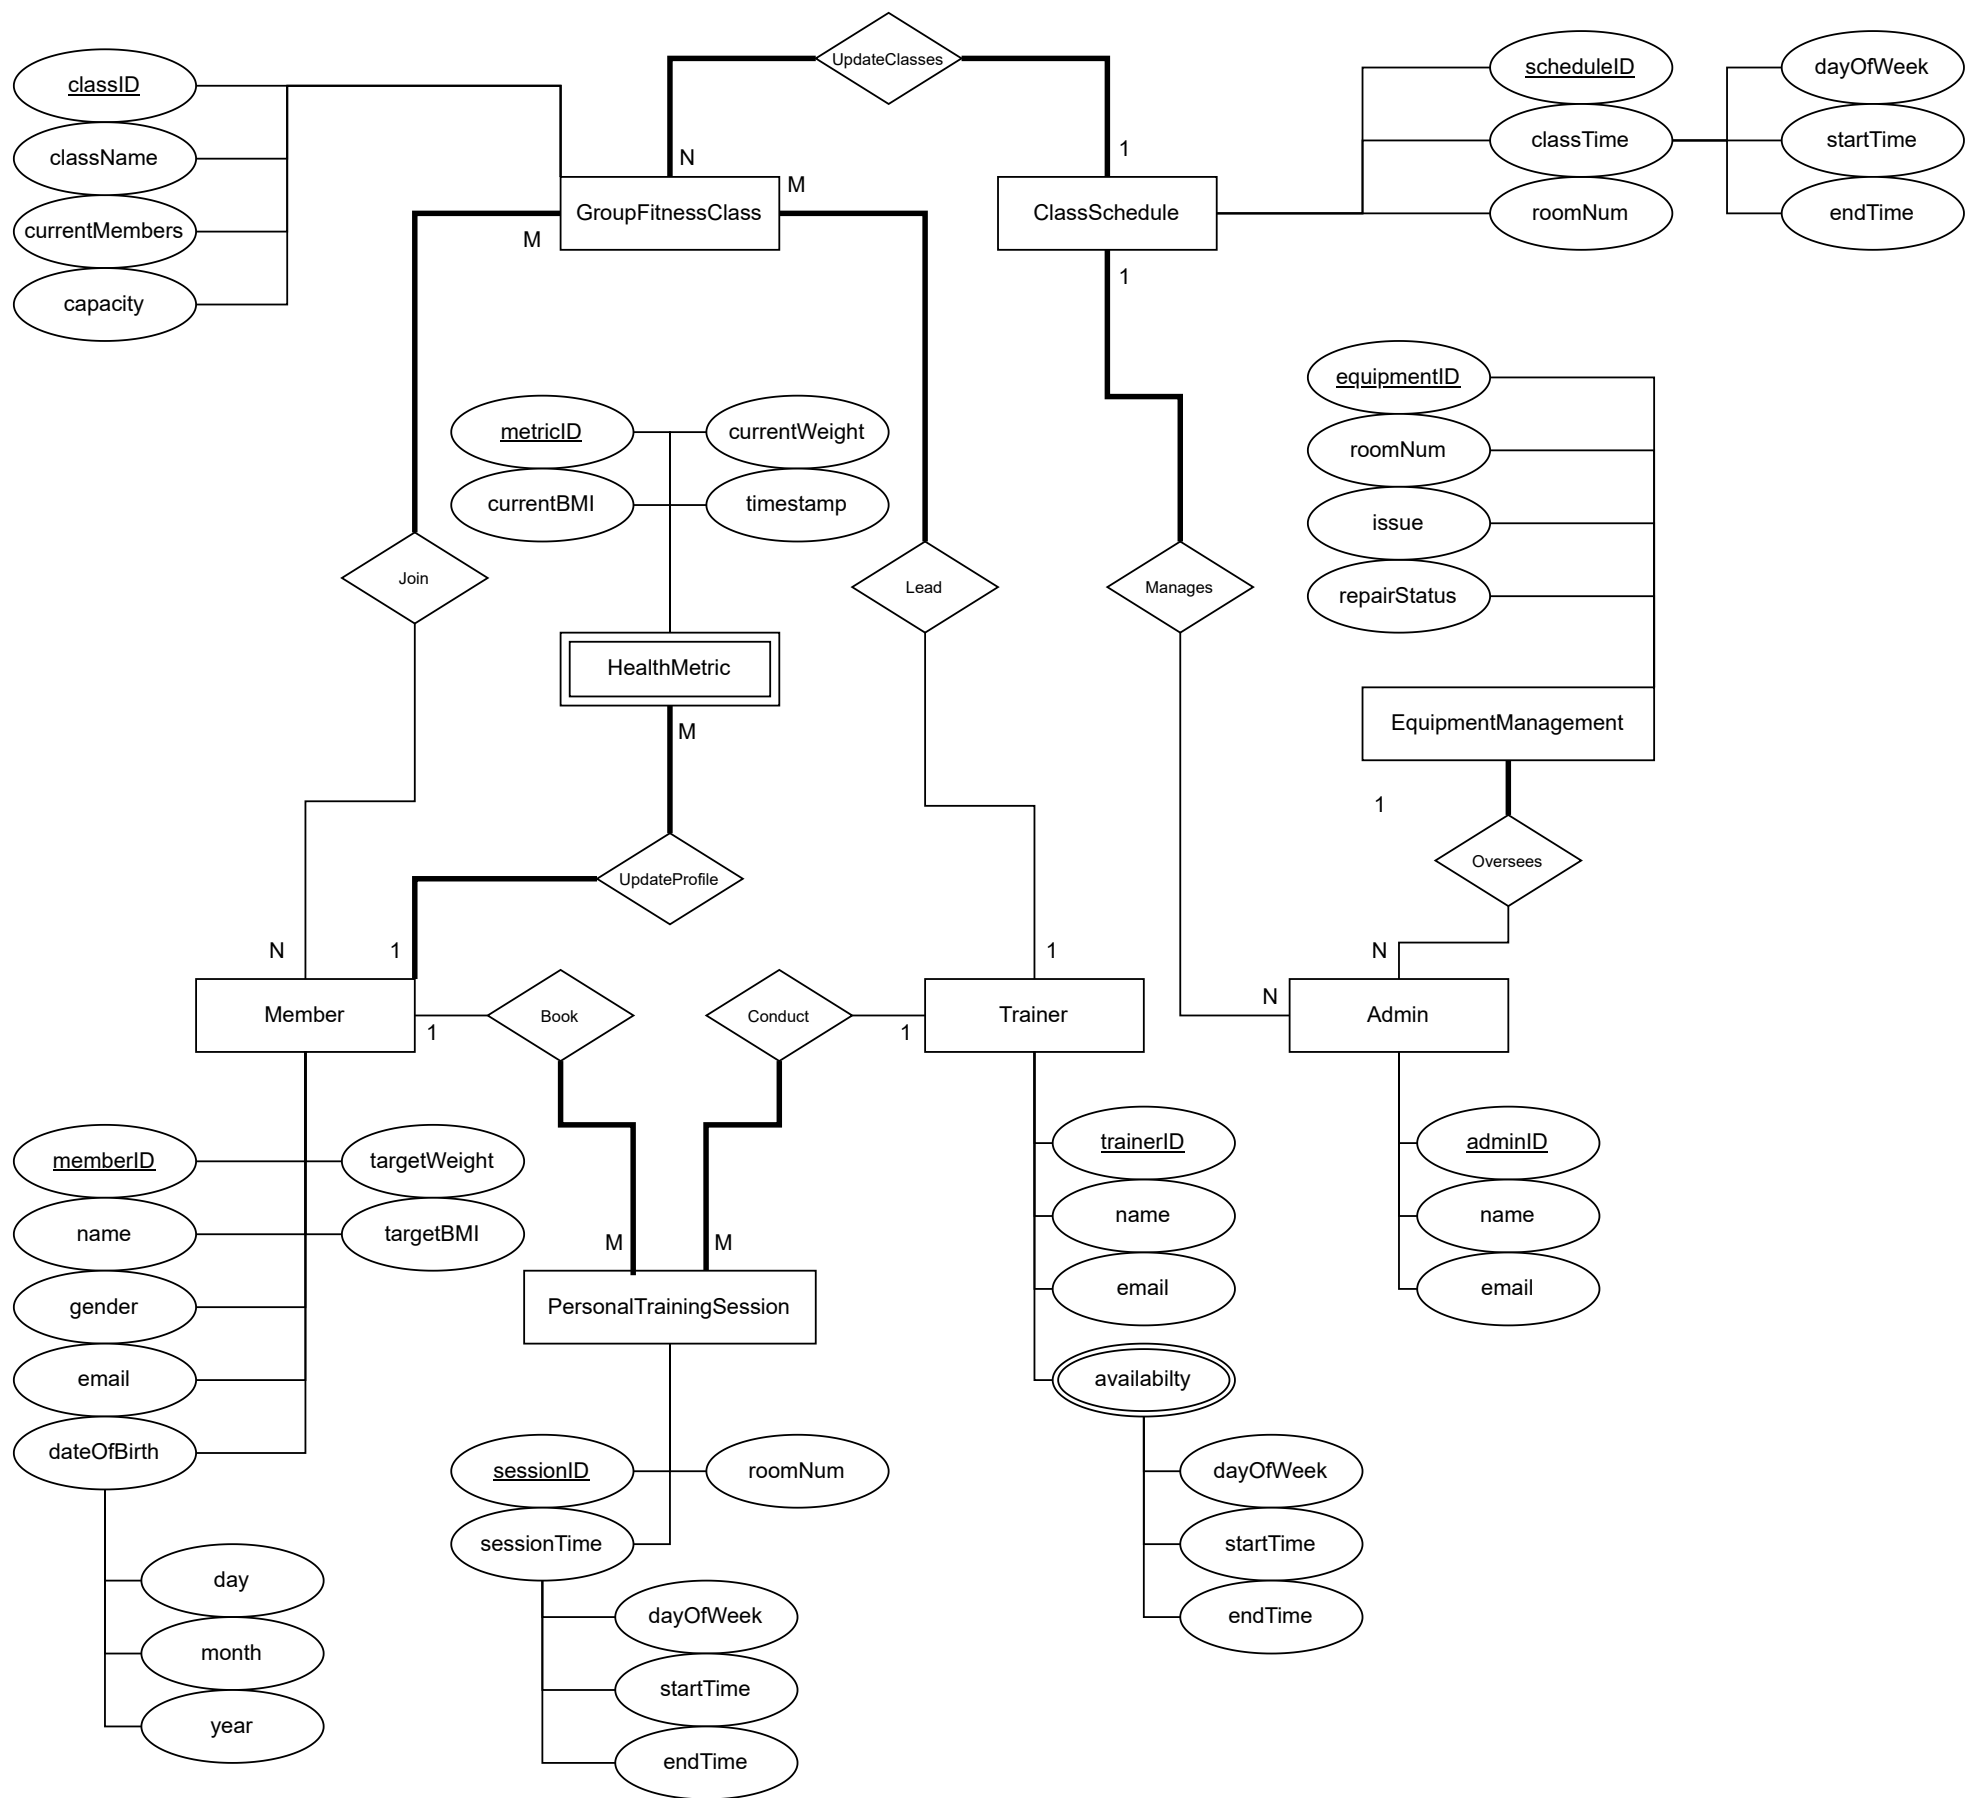 UpdateClasses
classID
className
currentMembers
capacity
N
M
GroupFitnessClass
M
1
ClassSchedule
1
scheduleID
classTime
roomNum
dayOfWeek
startTime
endTime
metricID
currentWeight
currentBMI
timestamp
equipmentID
roomNum
issue
repairStatus
Join
Lead
Manages
HealthMetric
M
EquipmentManagement
1
Oversees
UpdateProfile
N
1
1
N
N
Member
1
Book
Conduct
1
Trainer
Admin
memberID
targetWeight
name
targetBMI
gender
email
dateOfBirth
day
month
year
M
M
PersonalTrainingSession
sessionID
roomNum
sessionTime
dayOfWeek
startTime
endTime
trainerID
name
email
availabilty
dayOfWeek
startTime
endTime
adminID
name
email